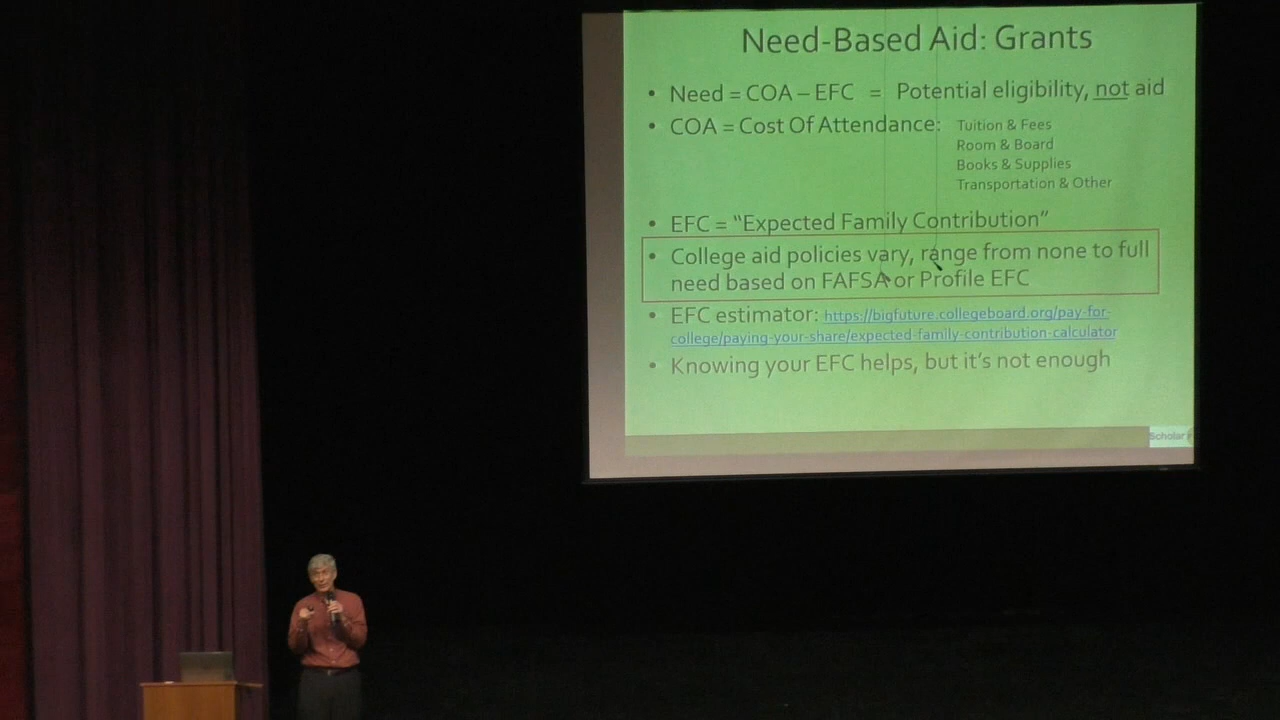 Need-Based Aid: Grants
• Need = COA – EFC = Potential eligibility, not aid
• COA = Cost Of Attendance: Tuition & Fees
Room & Board
Books & Supplies
Transportation & Other
• EFC = “Expected Family Contribution”
• College aid policies vary, range from none to full
need based on FAFSA or Profile EFC
• EFC estimator: https://bigfuture.collegeboard.org/pay-for-
college/paying-your-share/expected-family-contribution-calculator
• Knowing your EFC helps, but it’s not enough
Scholar